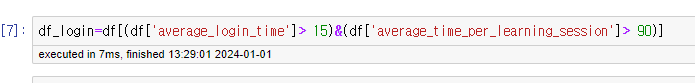 [7]: df_login=df[(df['average_login_time']> 15)&(df['average_time_per_learning_session']> 90)]
executed in 7ms, finished 13:29:01 2024-01-01